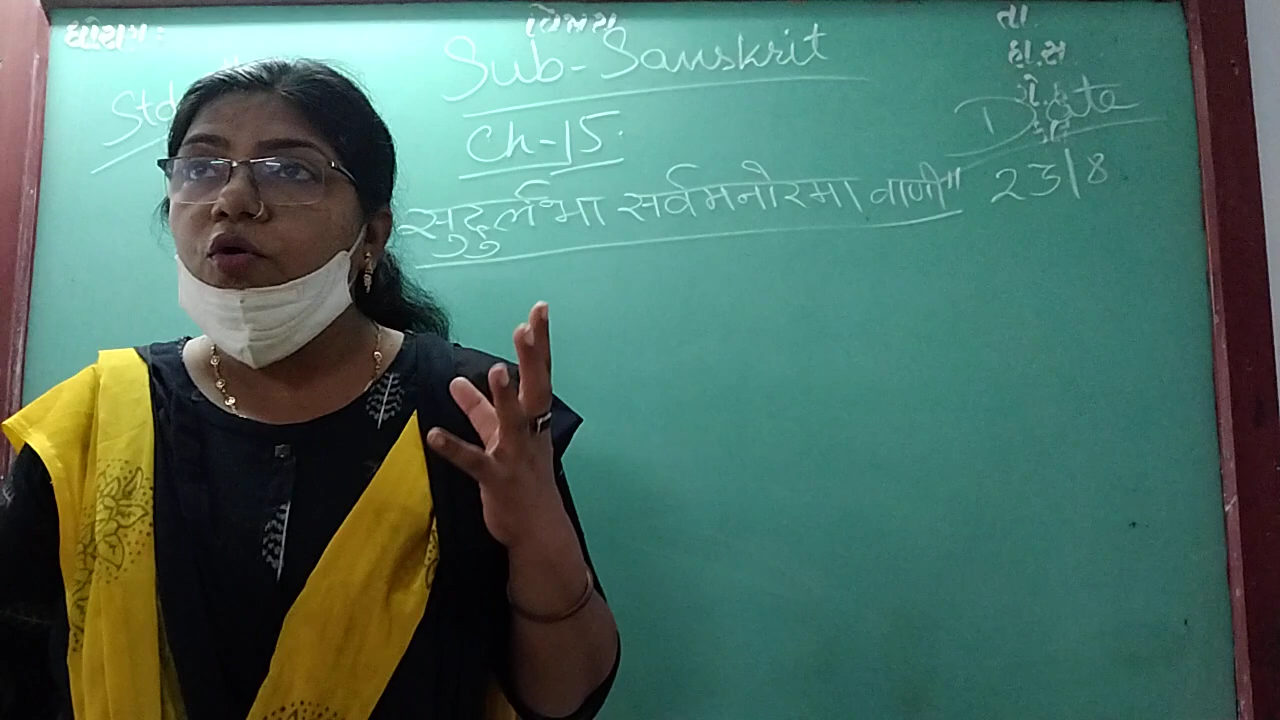 ધોરણ :
વિષય
તા.
હા.સ
ગે.હા
Std
Sub-Sanskrit
Date
Ch-15.
सुदुर्लभा सर्वमनोरमा वाणी॥ 23/8